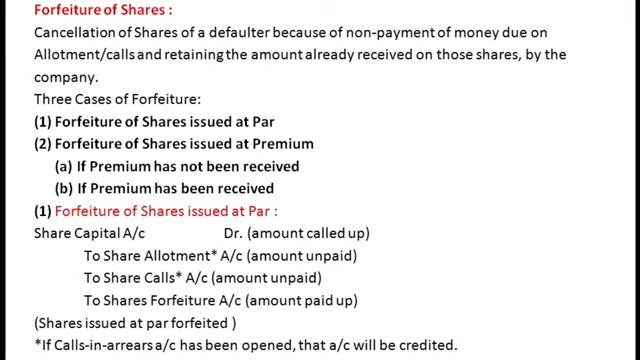 Forfeiture of Shares :
Cancellation of Shares of a defaulter because of non-payment of money due on
Allotment/calls and retaining the amount already received on those shares, by the
company.
Three Cases of Forfeiture:
(1) Forfeiture of Shares issued at Par
(2) Forfeiture of Shares issued at Premium
(a) If Premium has not been received
(b) If Premium has been received
(1) Forfeiture of Shares issued at Par :
Share Capital A/c Dr. (amount called up)
To Share Allotment* A/c (amount unpaid)
To Share Calls* A/c (amount unpaid)
To Shares Forfeiture A/c (amount paid up)
(Shares issued at par forfeited )
*If Calls-in-arrears a/c has been opened, that a/c will be credited.